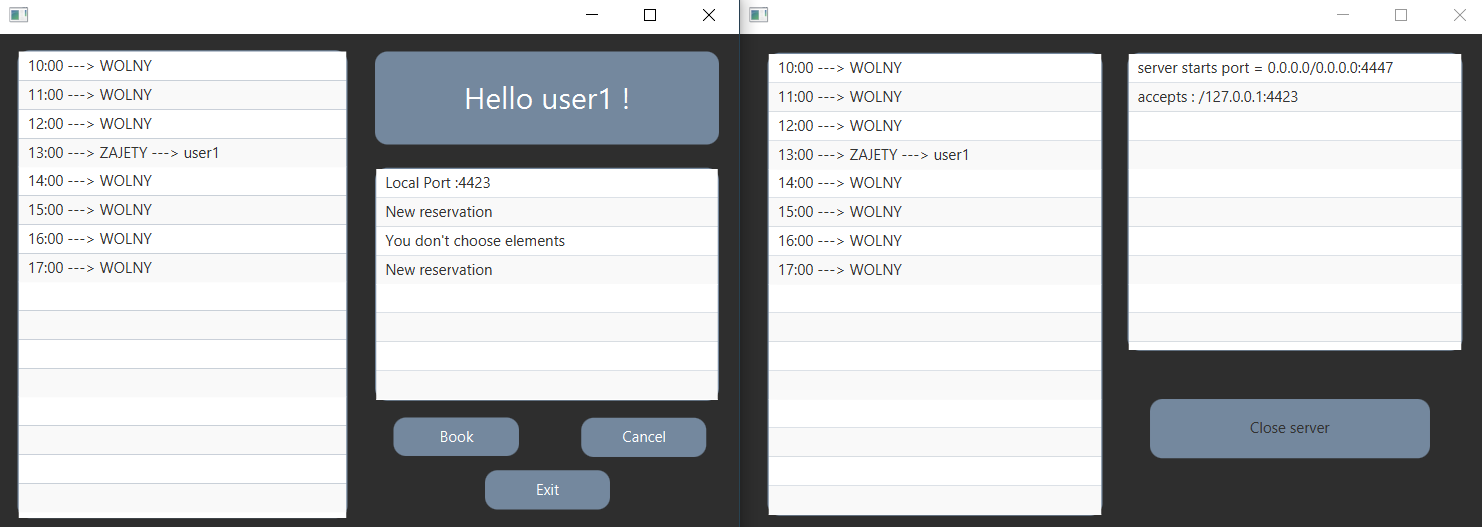 10:00 ---> WOLNY
11:00 ---> WOLNY
12:00 ---> WOLNY
13:00 ---> ZAJETY ---> user1
14:00 ---> WOLNY
15:00 ---> WOLNY
16:00 ---> WOLNY
17:00 ---> WOLNY
Hello user1 !
Local Port :4423
New reservation
You don't choose elements
New reservation
Book
Cancel
Exit
10:00 ---> WOLNY
11:00 ---> WOLNY
12:00 ---> WOLNY
13:00 ---> ZAJETY ---> user1
14:00 ---> WOLNY
15:00 ---> WOLNY
16:00 ---> WOLNY
17:00 ---> WOLNY
server starts port = 0.0.0.0/0.0.0.0:4447
accepts : /127.0.0.1:4423
Close server